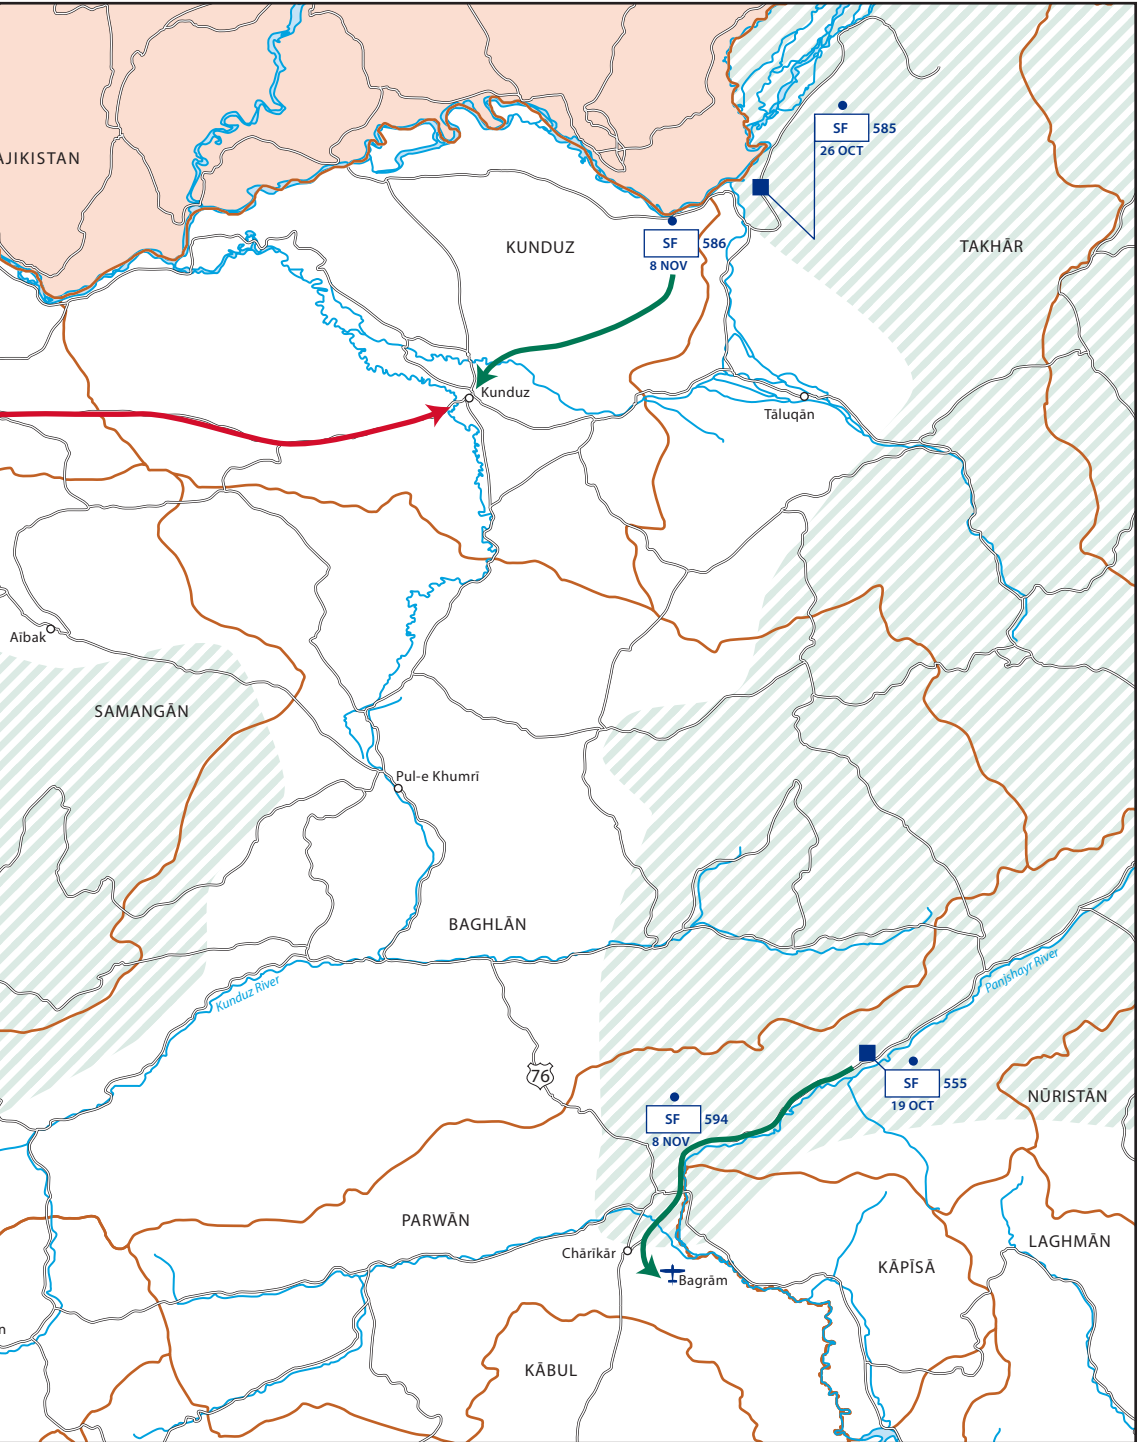 SF 585
26 OCT
AJIKISTAN
SF 586
8 NOV
KUNDUZ
TAKHĀR
Kunduz
Tāluqān
Aībak
SAMANGĀN
Pul-e Khumrī
BAGHLĀN
Kunduz River
Panjshayr River
76
SF 555
19 OCT
NŪRISTĀN
SF 594
8 NOV
PARWĀN
LAGHMĀN
Chārīkār
KĀPĪSĀ
Bagrām
n
KĀBUL